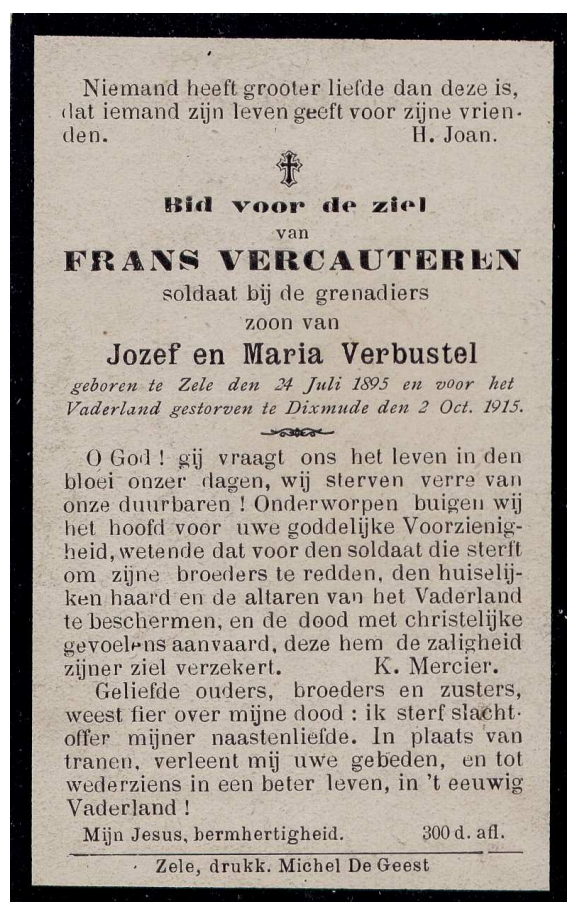 Niemand heeft grooter liefde dan deze is,
dat iemand zijn leven geeft voor zijne vrien-
den. H. Joan.
Bid voor de ziel
van
FRANS VERCAUTEREN
soldaat bij de grenadiers
zoon van
Jozef en Maria Verbustel
geboren te Zele den 24 Juli 1895 en voor het
Vaderland gestorven te Dixmude den 2 Oct. 1915.
O God ! gij vraagt ons het leven in den
bloei onzer dagen, wij sterven verre van
onze duurbaren ! Onderworpen buigen wij
het hoofd voor uwe goddelijke Voorzienig-
heid, wetende dat voor den soldaat die sterft
om zijne broeders te redden, den huiselij-
ken haard en de altaren van het Vaderland
te beschermen, en de dood met christelijke
gevoelens aanvaard, deze hem de zaligheid
zijner ziel verzekert. K. Mercier.
Geliefde ouders, broeders en zusters,
weest fier over mijne dood : ik sterf slacht-
offer mijner naastenliefde. In plaats van
tranen, verleent mij uwe gebeden, en tot
wederziens in een beter leven, in 't eeuwig
Vaderland !
Mijn Jesus, bermhertigheid. 300 d. afl.
Zele, drukk. Michel De Geest